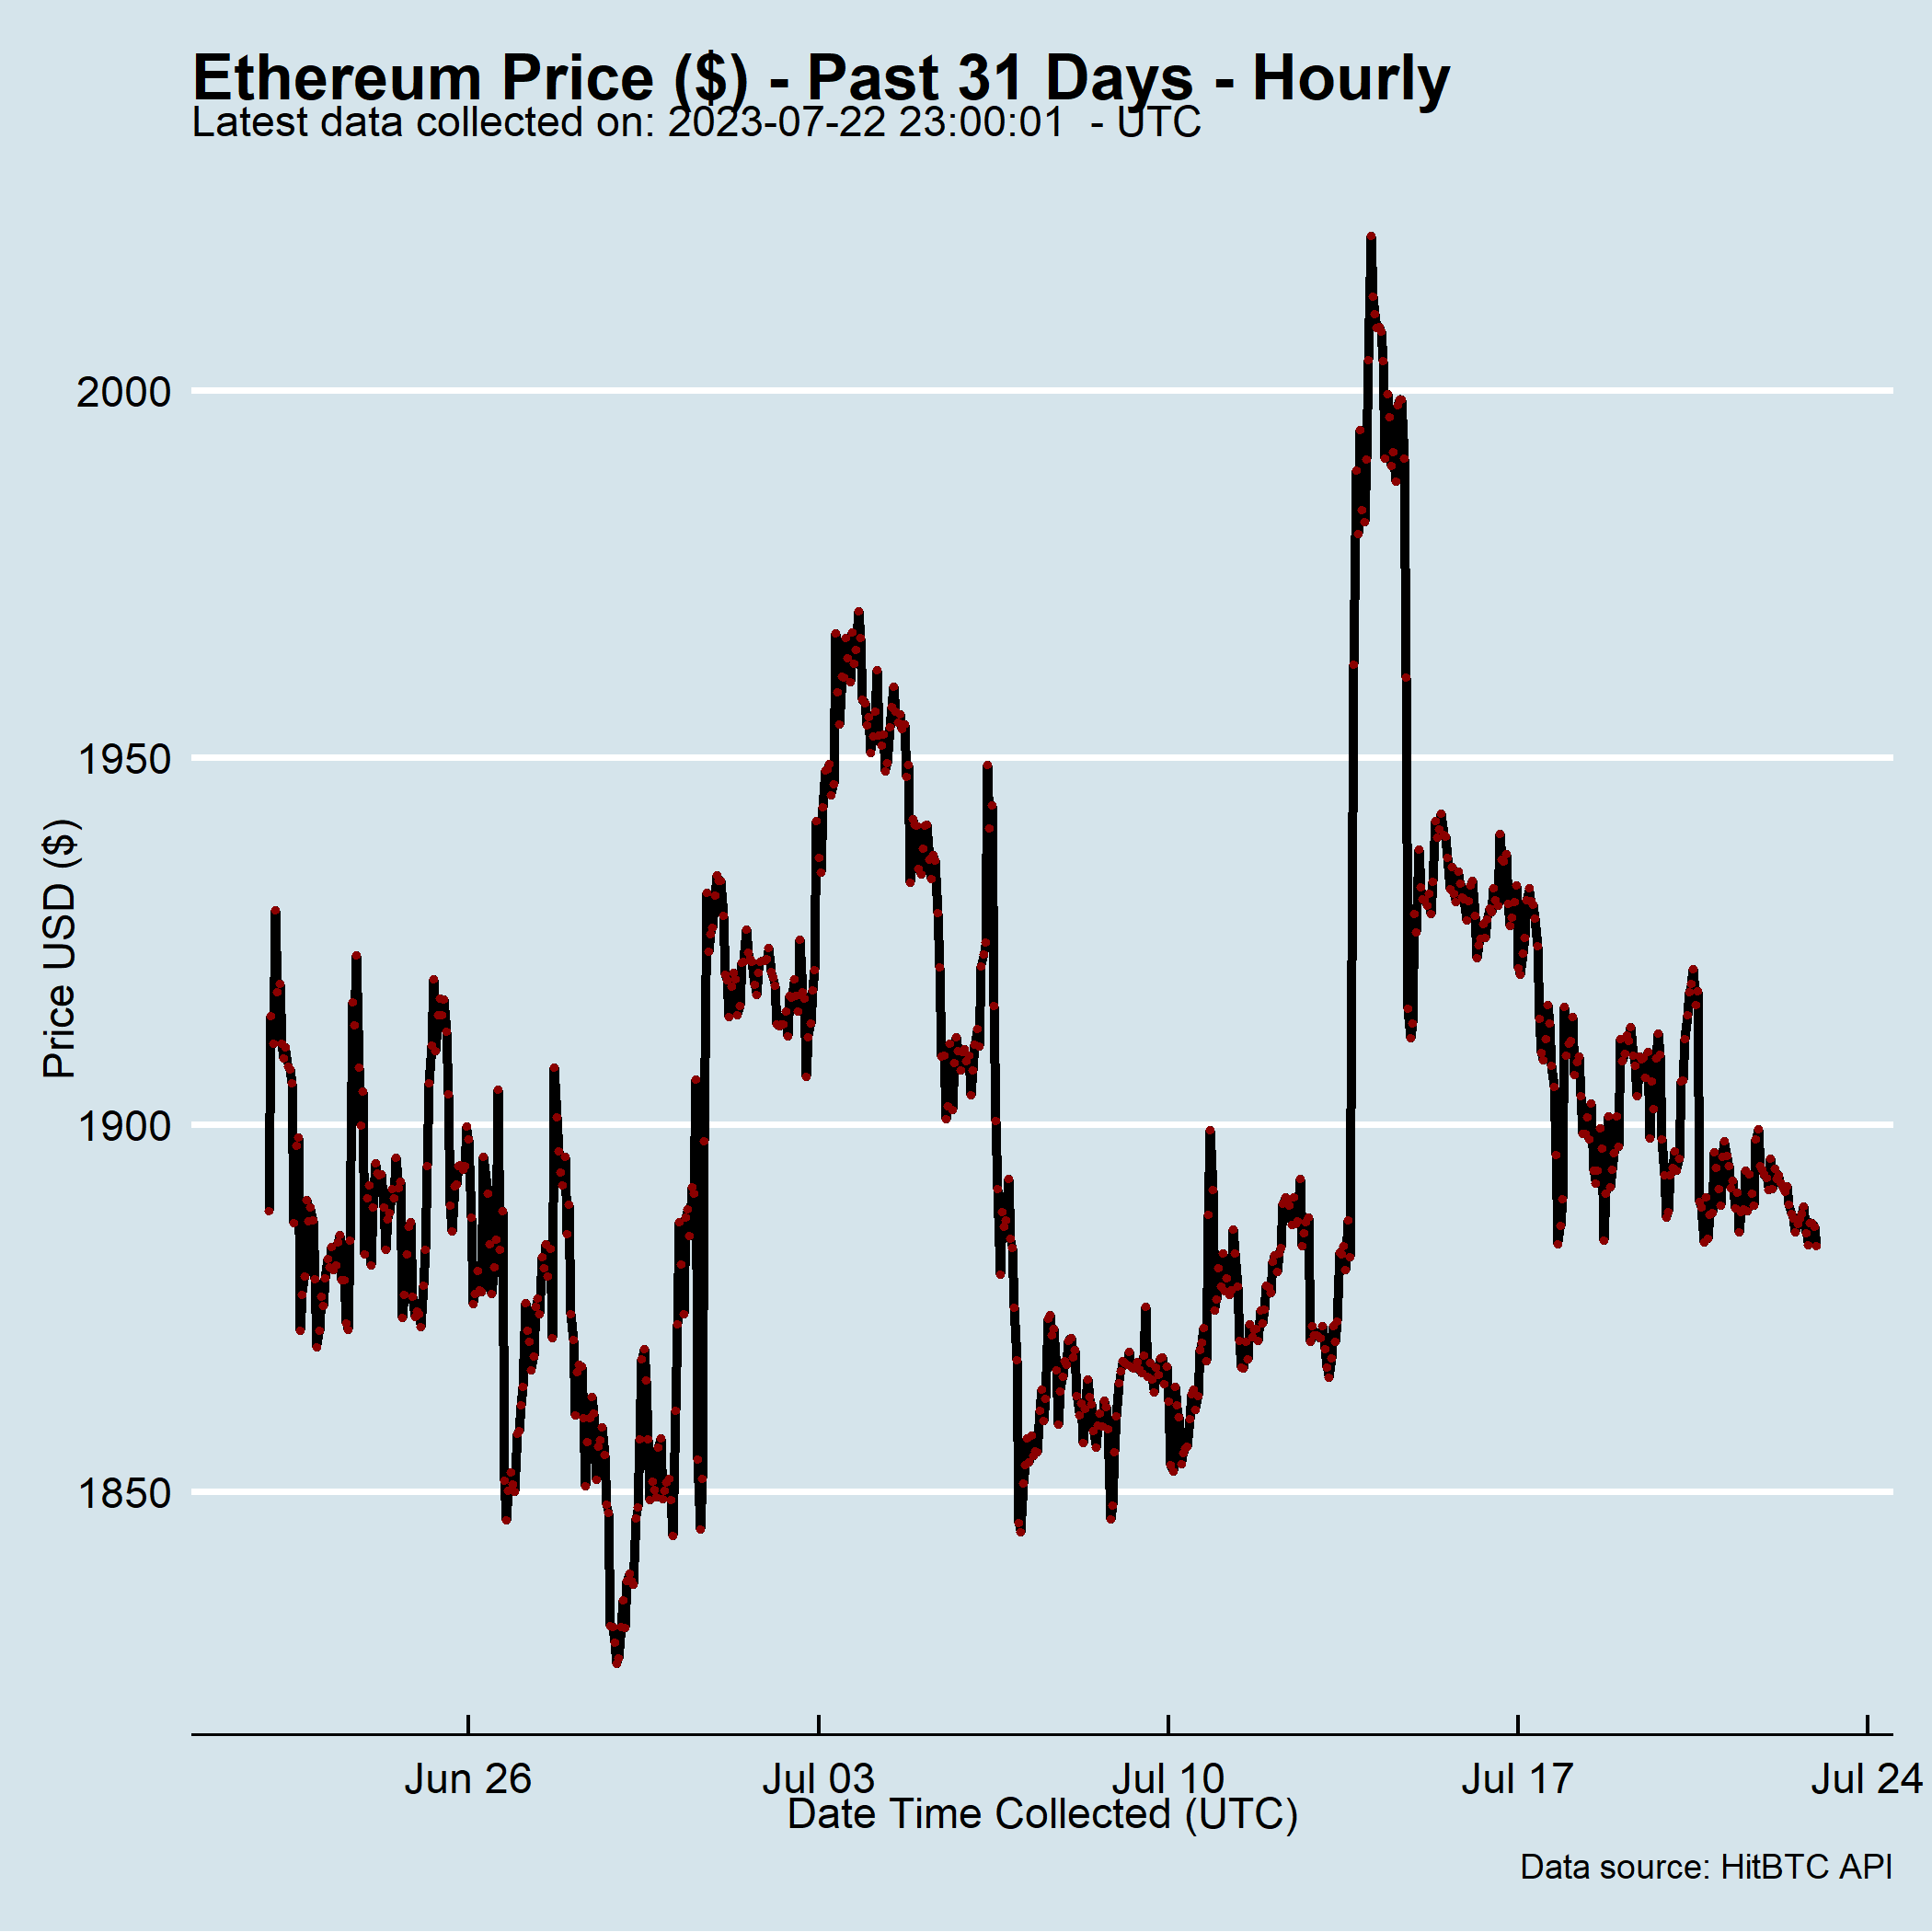 Ethereum Price ($) - Past 31 Days - Hourly
Latest data collected on: 2023-07-22 23:00:01  - UTC
2000
1950
1900
1850
Price USD ($)
Jun 26
Jul 03
Jul 10
Jul 17
Jul 24
Date Time Collected (UTC)
Data source: HitBTC API